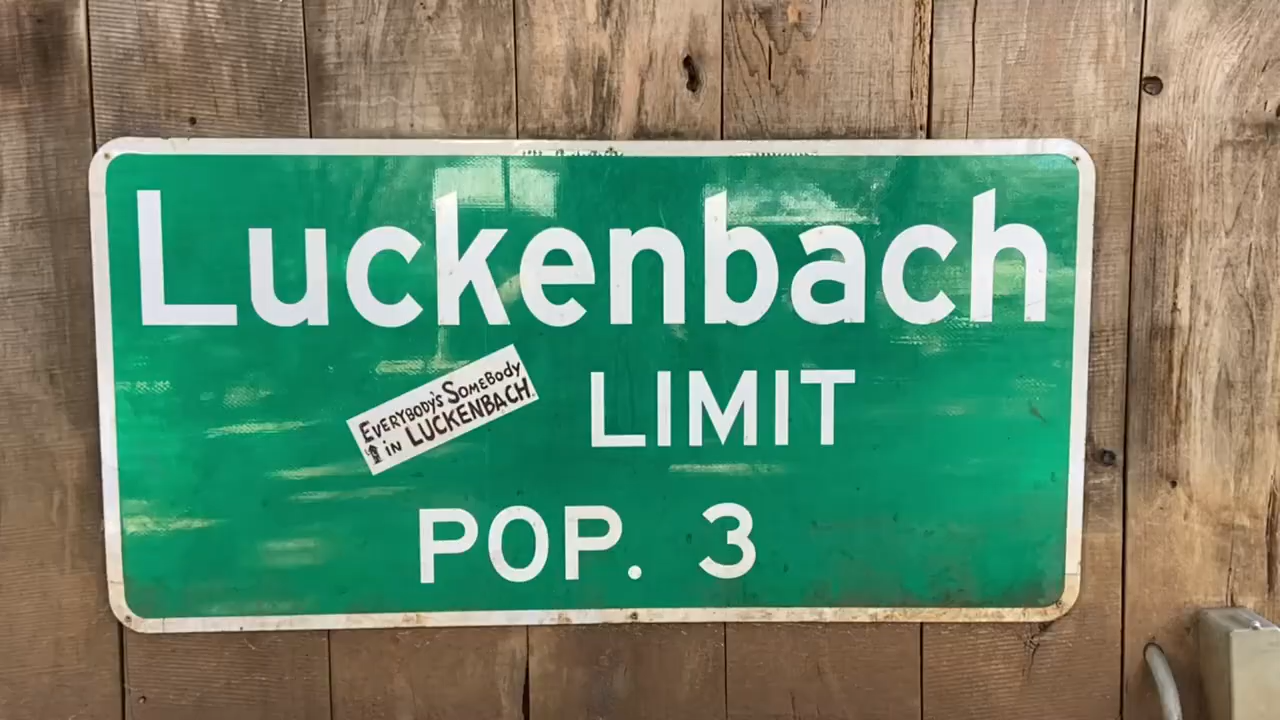 Luckenbach
EVERYBODY'S SOMEBODY
IN LUCKENBACH.
LIMIT
POP. 3